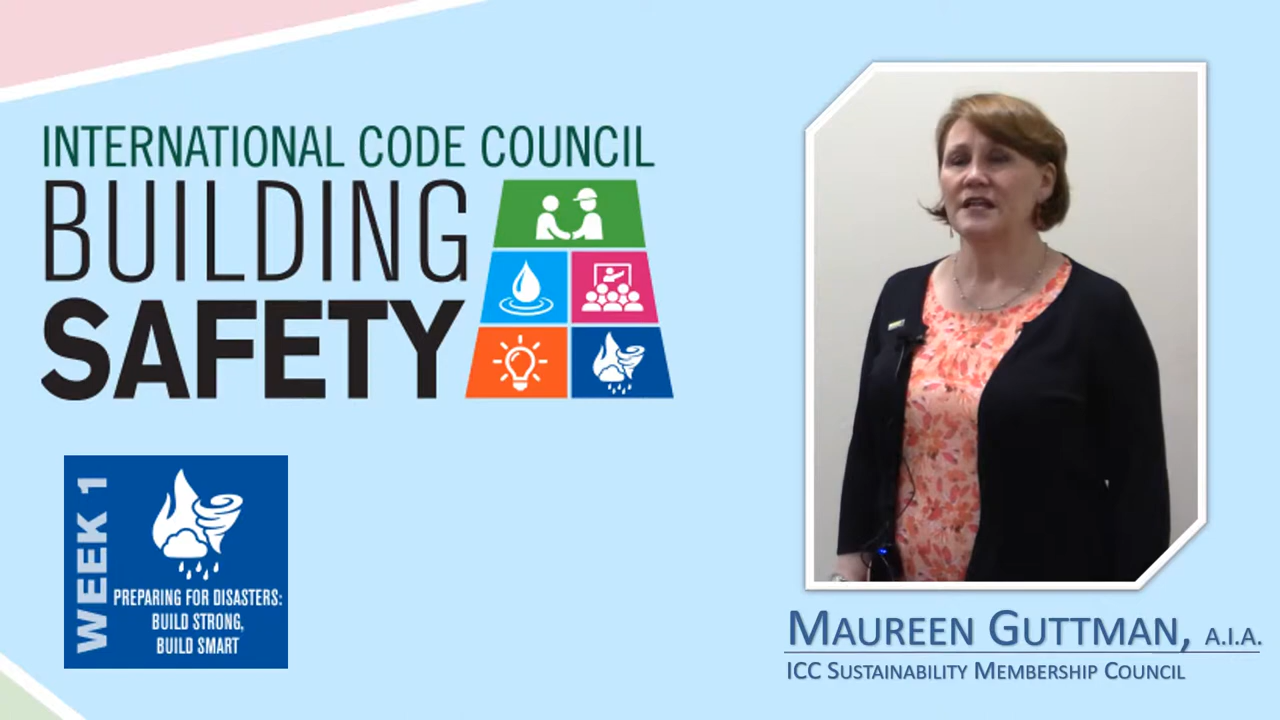 INTERNATIONAL CODE COUNCIL
BUILDING
SAFETY
WEEK 1
PREPARING FOR DISASTERS:
BUILD STRONG,
BUILD SMART
MAUREEN GUTTMAN, A.I.A.
ICC SUSTAINABILITY MEMBERSHIP COUNCIL